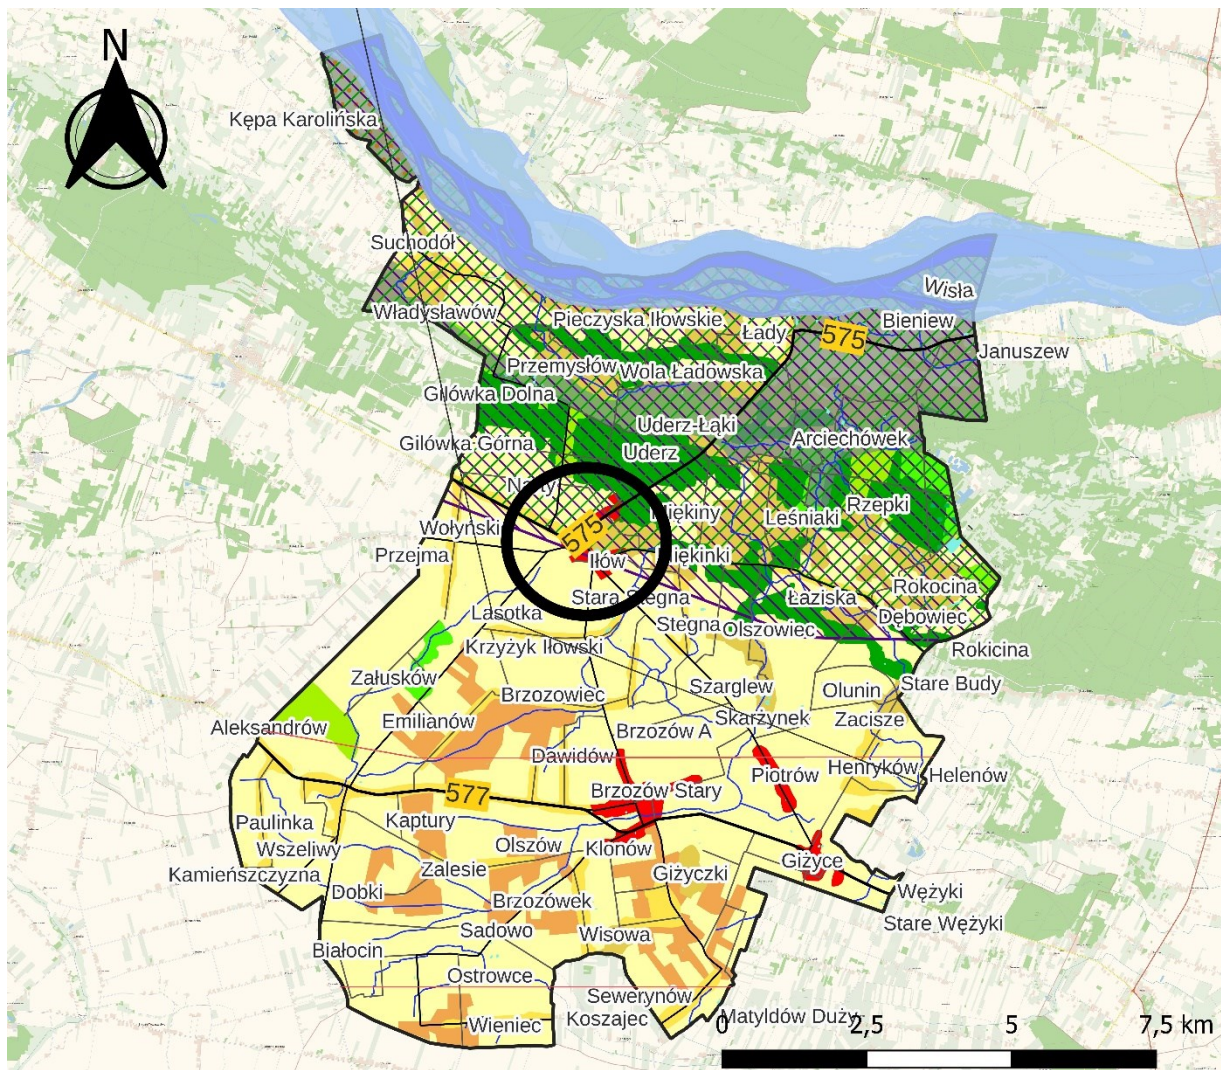 N
Kępa Karolińska
Suchodół
Wisła
Władysławów
Pieczyska Iłowskie
Łady
575
Bieniew
Januszew
Przemysłów
Wola Ładowska
Giłówka Dolna
Uderz-Łąki
Arciechówek
Giłówka Górna
Uderz
Narty
Rzepki
Miękiny
Leśniaki
Wołyńskie
575
Przejma
Iłów
Miękinki
Rokocina
Stara Stegna
Łaziska
Lasotka
Dębowiec
Stegna
Olszowiec
Krzyżyk Iłowski
Rokicina
Załusków
Brzozowiec
Szarglew
Olunin
Stare Budy
Aleksandrów
Emilianów
Brzozów A
Skarżynek
Zacisze
Dawidów
Piotrów
Henryków
Helenów
577
Brzozów Stary
Paulinka
Kaptury
Wszeliwy
Olszów
Klonów
Giżyce
Kamieńszczyzna
Zalesie
Giżyczki
Dobki
Brzozówek
Wężyki
Sadowo
Wisowa
Stare Wężyki
Białocin
Ostrowce
Sewerynów
Wieniec
Koszajec
Matyldów Duży
0 2,5 5 7,5 km